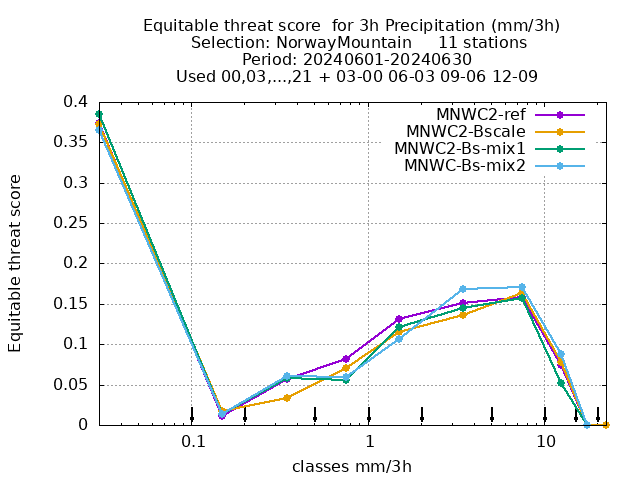 Equitable threat score  for 3h Precipitation (mm/3h)
Selection: NorwayMountain     11 stations
Period: 20240601-20240630
Used 00,03,...,21 + 03-00 06-03 09-06 12-09
MNWC2-ref
MNWC2-Bscale
MNWC2-Bs-mix1
MNWC-Bs-mix2
Equitable threat score
0.4
0.35
0.3
0.25
0.2
0.15
0.1
0.05
0
0.1 1 10
classes mm/3h